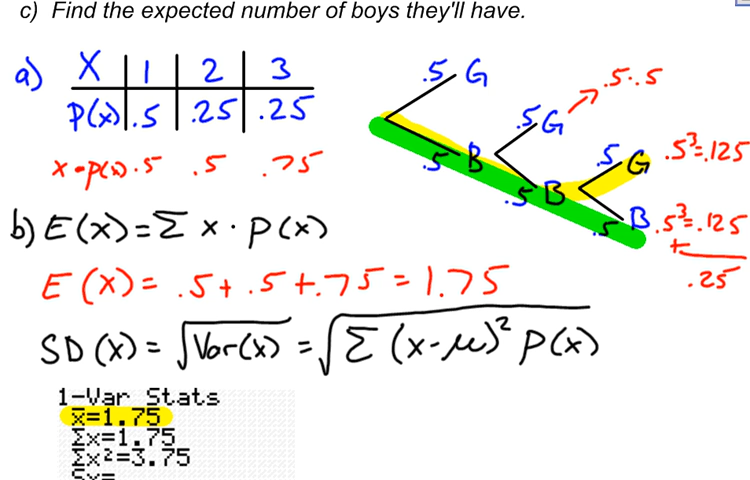 c) Find the expected number of boys they'll have.
a) X 1 2 3
P(x) .5 .25 .25
x•P(x) .5 .5 .75
.5 G
.5 B
.5 G .5•.5
.5 B
.5 G .5³=.125
.5 B .5³=.125
+
.25
b) E(x)=Σ x · P(x)
E(x)= .5+.5+.75=1.75
SD(x)=√Var(x) =√Σ(x-μ)² P(x)
1-Var Stats
x̄=1.75
Σx=1.75
Σx²=3.75